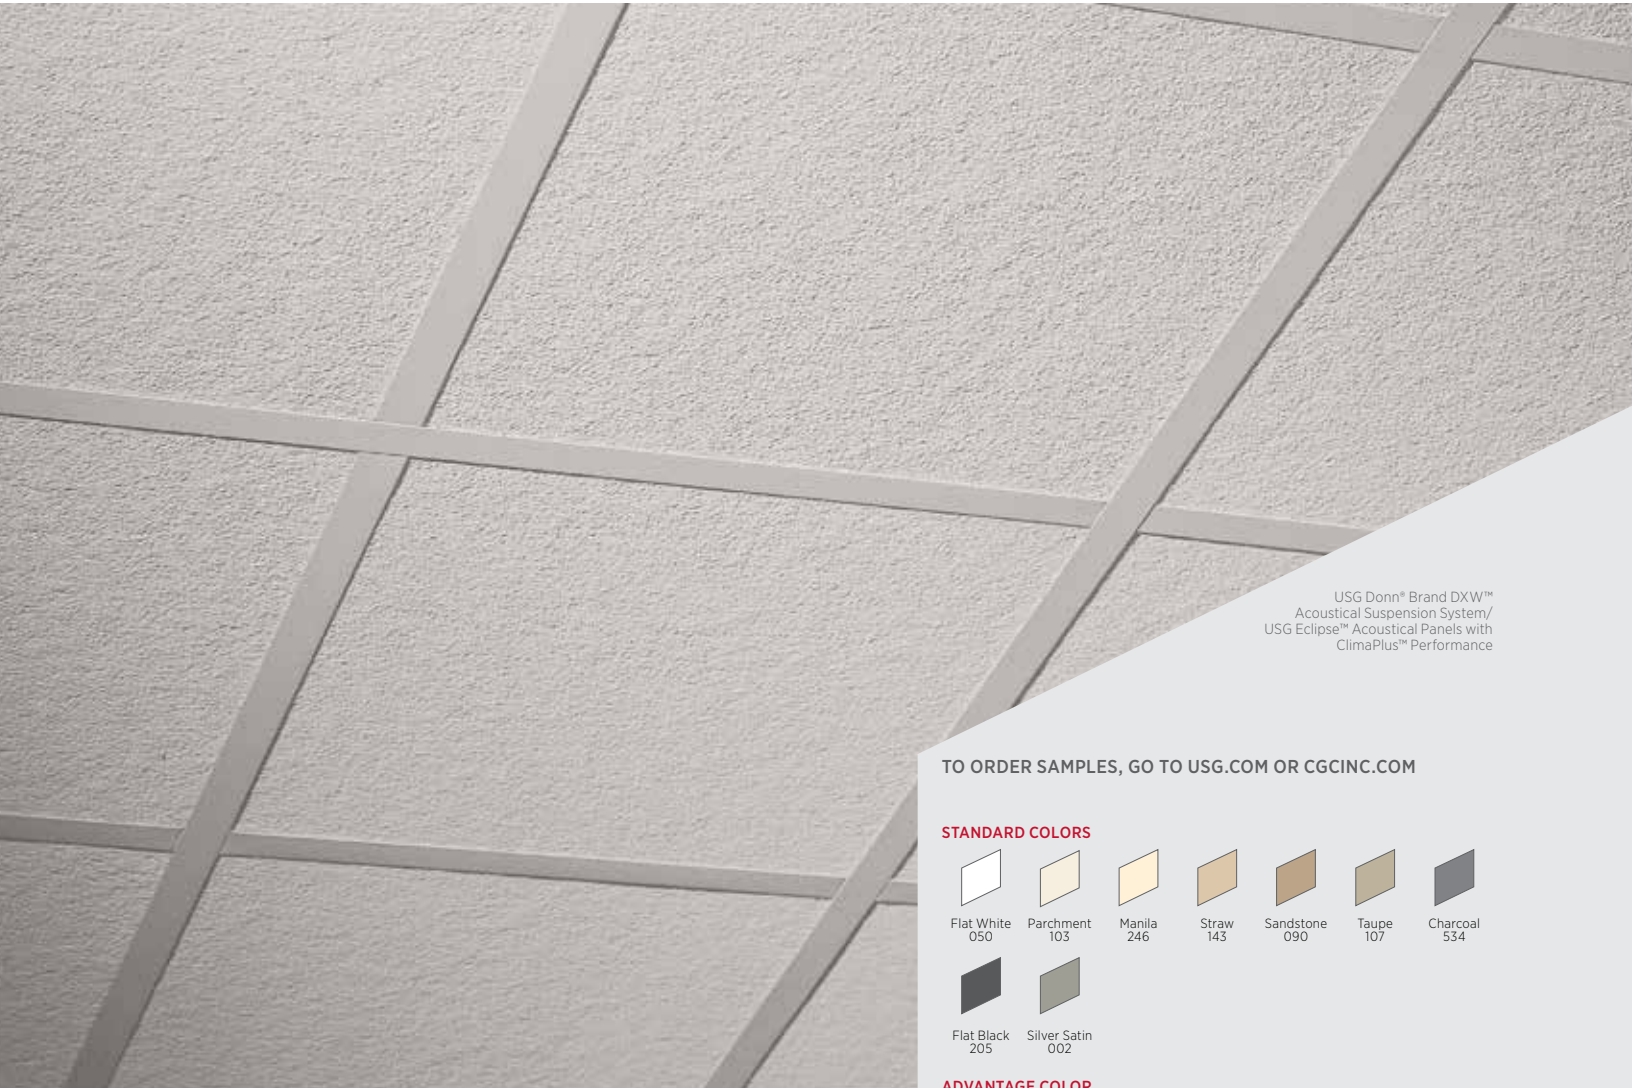 USG Donn® Brand DXW™
Acoustical Suspension System/
USG Eclipse™ Acoustical Panels with
ClimaPlus™ Performance
TO ORDER SAMPLES, GO TO USG.COM OR CGCINC.COM
STANDARD COLORS
Flat White Parchment Manila Straw Sandstone Taupe Charcoal
050 103 246 143 090 107 534
Flat Black Silver Satin
205 002
ADVANTAGE COLOR